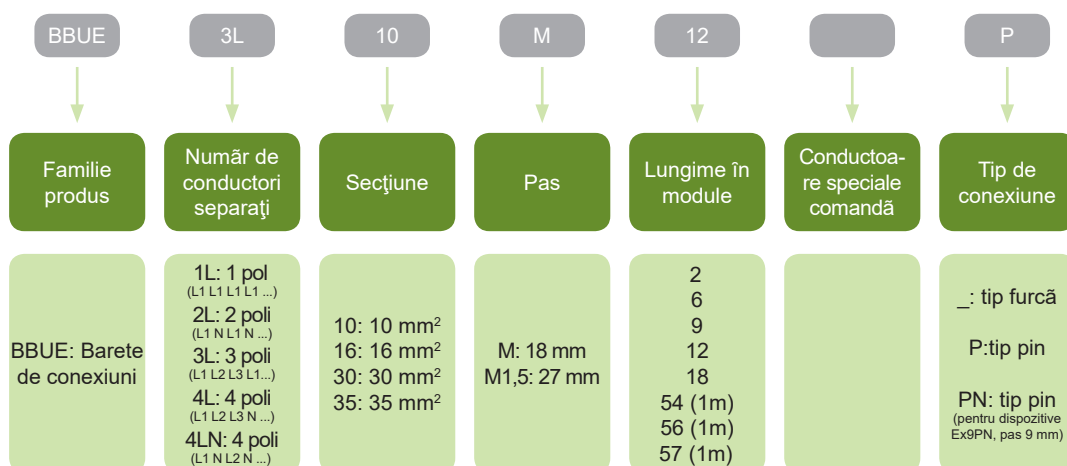 BBUE
3L
10
M
12
P
Familie
produs
Numãr de
conductori
separaţi
Secţiune
Pas
Lungime în
module
Conductoa-
re speciale
comandã
Tip de
conexiune
BBUE: Barete
de conexiuni
1L: 1 pol
(L1 L1 L1 L1 ...)
2L: 2 poli
(L1 N L1 N ...)
3L: 3 poli
(L1 L2 L3 L1...)
4L: 4 poli
(L1 L2 L3 N ...)
4LN: 4 poli
(L1 N L2 N ...)
10: 10 mm²
16: 16 mm²
30: 30 mm²
35: 35 mm²
M: 18 mm
M1,5: 27 mm
2
6
9
12
18
54 (1m)
56 (1m)
57 (1m)
_: tip furcã
P:tip pin
PN: tip pin
(pentru dispozitive
Ex9PN, pas 9 mm)